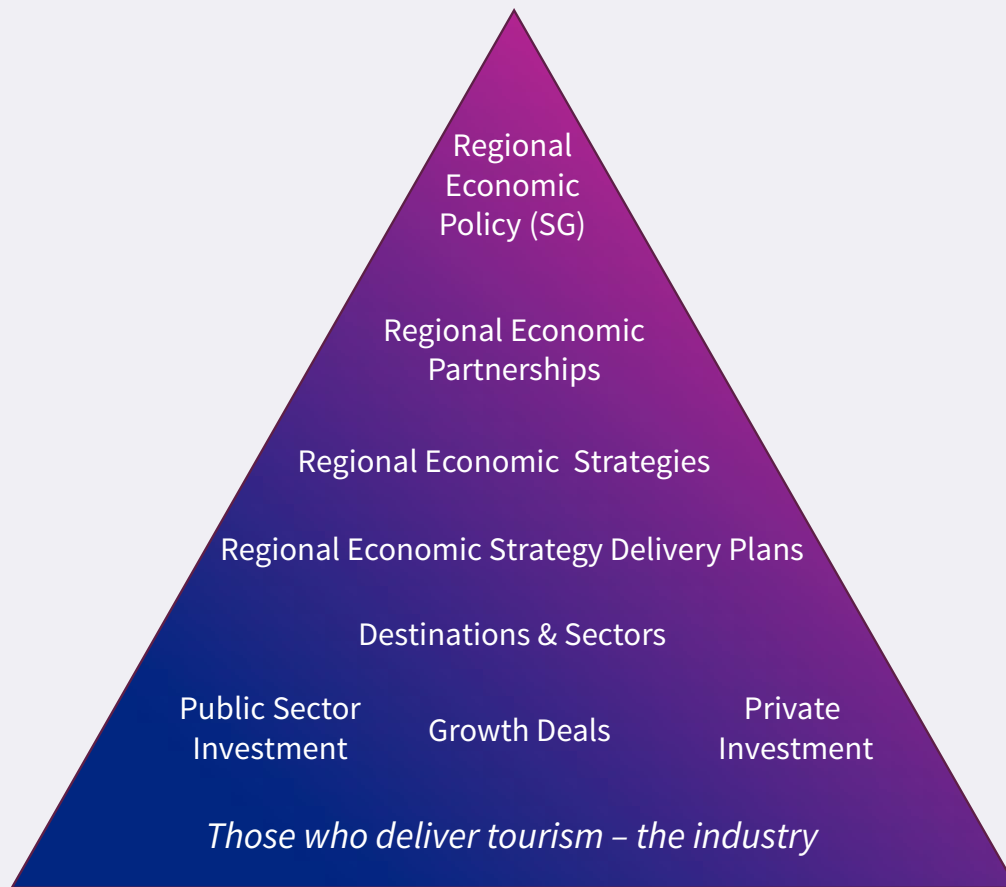 Regional
Economic
Policy (SG)
Regional Economic
Partnerships
Regional Economic  Strategies
Regional Economic Strategy Delivery Plans
Destinations & Sectors
Public Sector
Investment
Growth Deals
Private
Investment
Those who deliver tourism – the industry